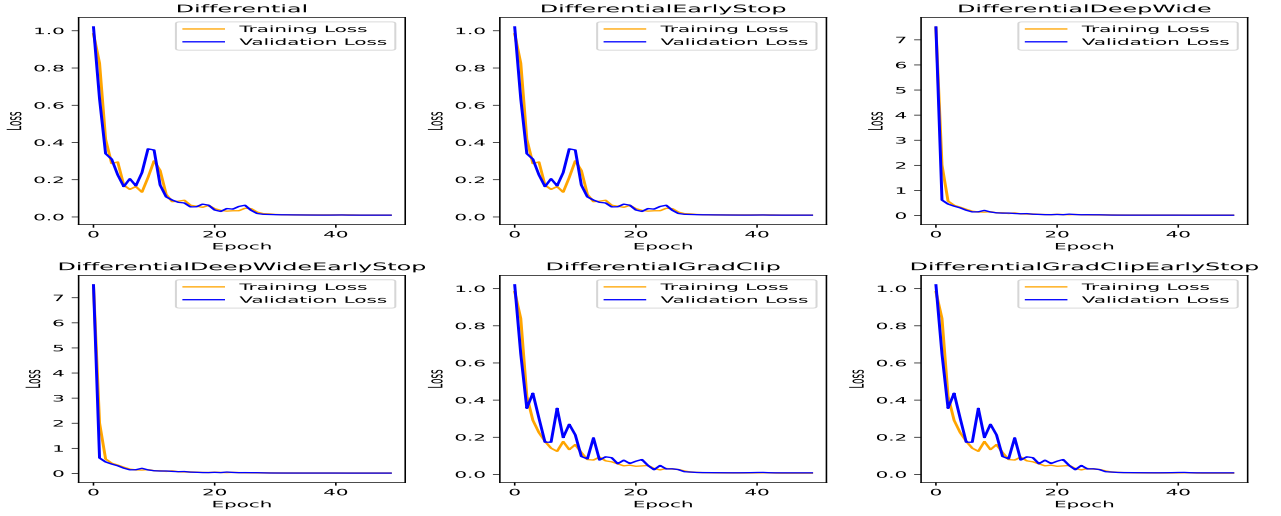 Differential
Training Loss
Validation Loss
1.0
0.8
0.6
0.4
0.2
0.0
Loss
0 20 40
Epoch
DifferentialEarlyStop
Training Loss
Validation Loss
1.0
0.8
0.6
0.4
0.2
0.0
Loss
0 20 40
Epoch
DifferentialDeepWide
Training Loss
Validation Loss
7
6
5
4
3
2
1
0
Loss
0 20 40
Epoch
DifferentialDeepWideEarlyStop
Training Loss
Validation Loss
7
6
5
4
3
2
1
0
Loss
0 20 40
Epoch
DifferentialGradClip
Training Loss
Validation Loss
1.0
0.8
0.6
0.4
0.2
0.0
Loss
0 20 40
Epoch
DifferentialGradClipEarlyStop
Training Loss
Validation Loss
1.0
0.8
0.6
0.4
0.2
0.0
Loss
0 20 40
Epoch